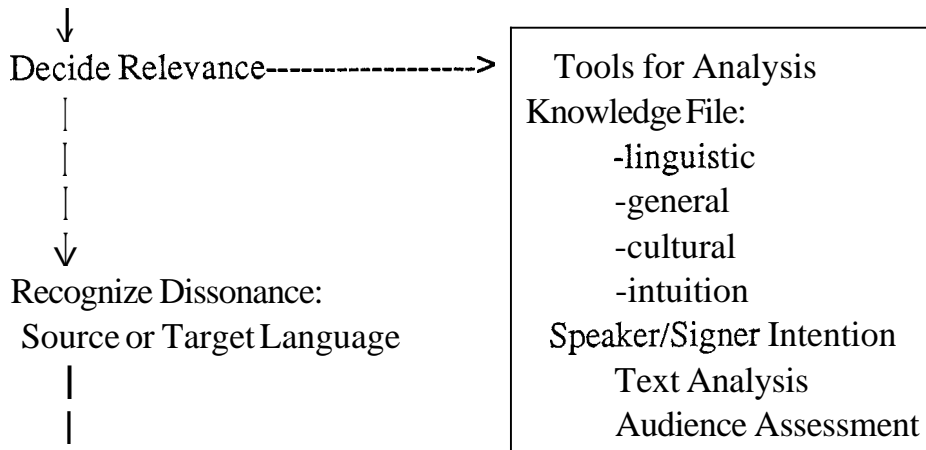 Decide Relevance---------------------->
Recognize Dissonance:
Source or Target Language
Tools for Analysis
Knowledge File:
-linguistic
-general
-cultural
-intuition
Speaker/Signer Intention
Text Analysis
Audience Assessment